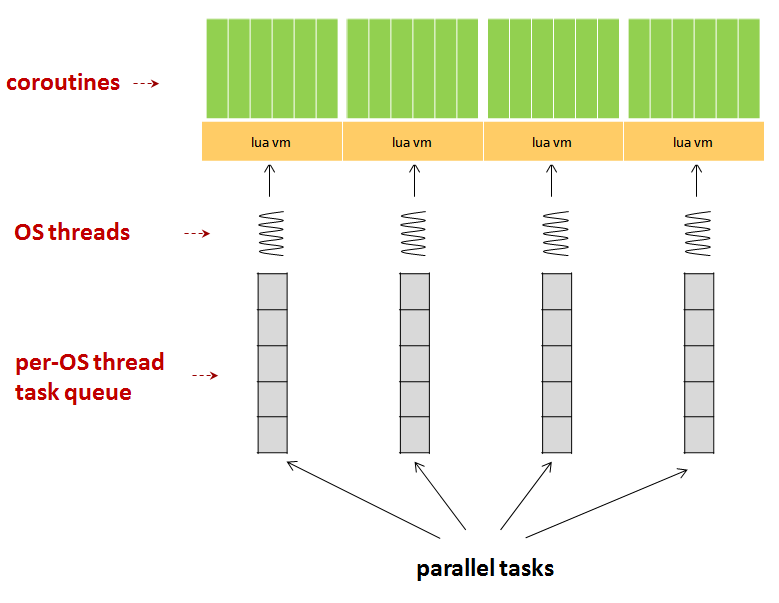 coroutines
lua vm
lua vm
lua vm
lua vm
OS threads
per-OS thread
task queue
parallel tasks